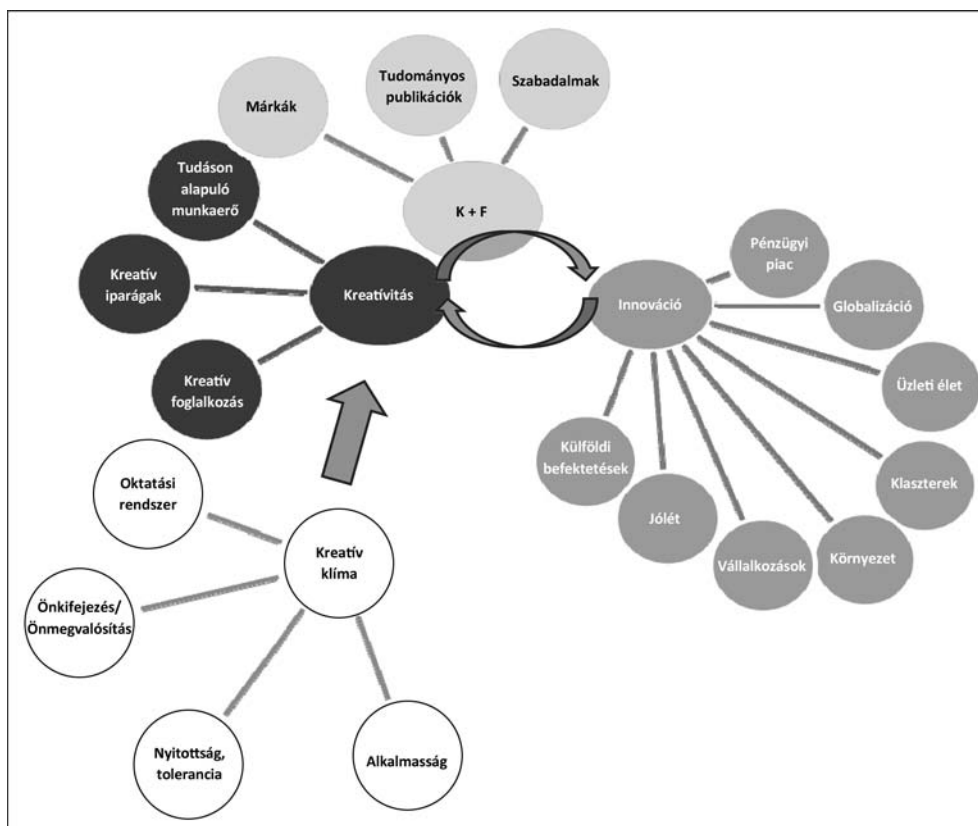 Márkák
Tudományos
publikációk
Szabadalmak
K + F
Tudáson
alapuló
munkaerő
Kreatív
iparágak
Kreatívitás
Kreatív
foglalkozás
Innováció
Pénzügyi
piac
Globalizáció
Üzleti élet
Klaszterek
Környezet
Vállalkozások
Jólét
Külföldi
befektetések
Oktatási
rendszer
Kreatív
klíma
Önkifejezés/
Önmegvalósítás
Nyitottság,
tolerancia
Alkalmasság